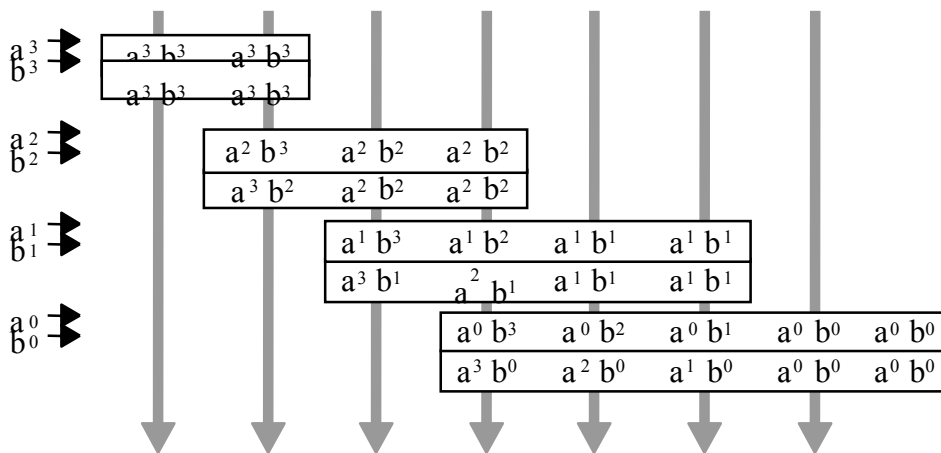 a³
b³
a³ b³ a³ b³
a³ b³ a³ b³
a²
b²
a² b³ a² b² a² b²
a³ b² a² b² a² b²
a¹
b¹
a¹ b³ a¹ b² a¹ b¹ a¹ b¹
a³ b¹ a² b¹ a¹ b¹ a¹ b¹
a⁰
b⁰
a⁰ b³ a⁰ b² a⁰ b¹ a⁰ b⁰ a⁰ b⁰
a³ b⁰ a² b⁰ a¹ b⁰ a⁰ b⁰ a⁰ b⁰